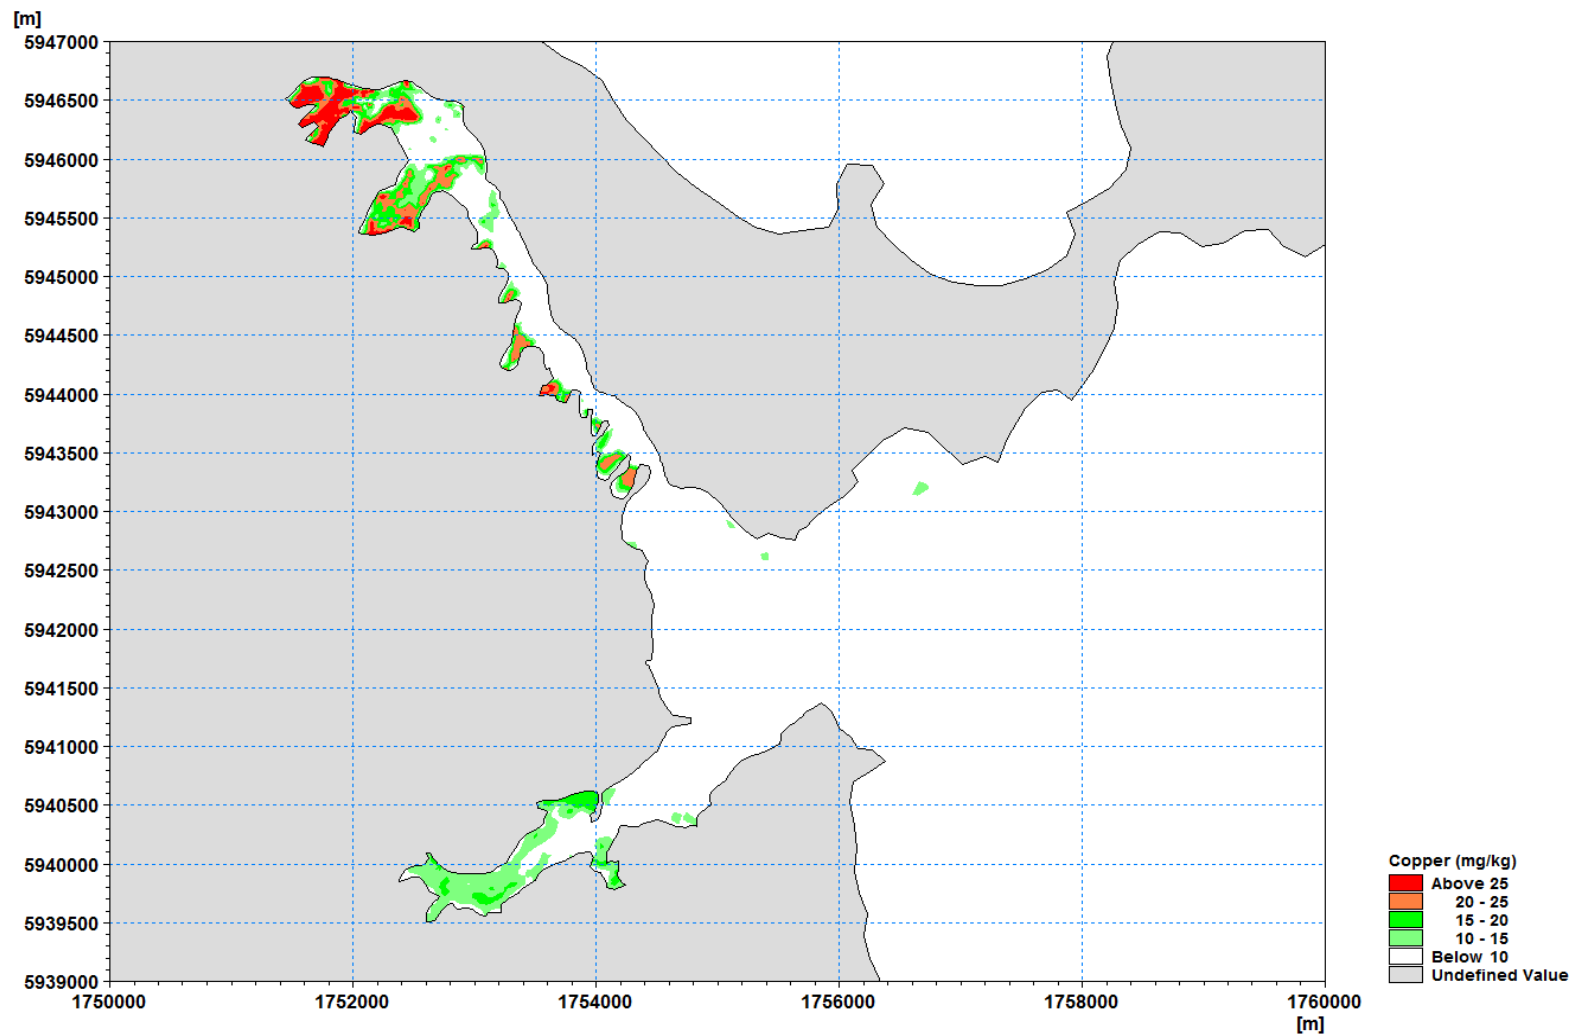 [m]
5947000
5946500
5946000
5945500
5945000
5944500
5944000
5943500
5943000
5942500
5942000
5941500
5941000
5940500
5940000
5939500
5939000
1750000 1752000 1754000 1756000 1758000 1760000
[m]
Copper (mg/kg)
Above 25
20 - 25
15 - 20
10 - 15
Below 10
Undefined Value